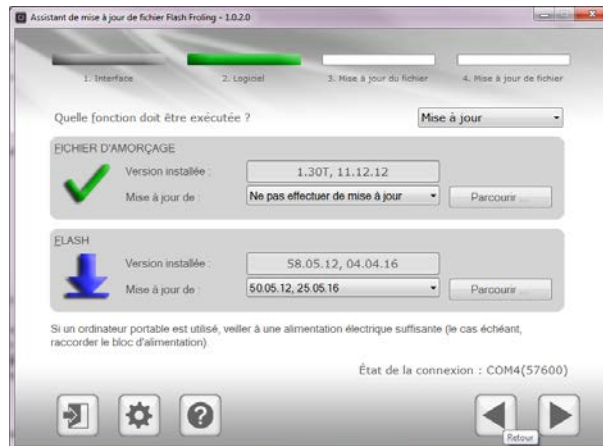 Assistant de mise à jour de fichier Flash Froling - 1.0.2.0
1. Interface 2. Logiciel 3. Mise à jour du fichier 4. Mise à jour de fichier
Quelle fonction doit être exécutée ? Mise à jour
FICHIER D'AMORÇAGE
Version installée : 1.30T, 11.12.12
Mise à jour de : Ne pas effectuer de mise à jour Parcourir ...
FLASH
Version installée : 58.05.12, 04.04.16
Mise à jour de : 50.05.12, 25.05.16 Parcourir ...
Si un ordinateur portable est utilisé, veiller à une alimentation électrique suffisante (le cas échéant,
raccorder le bloc d'alimentation).
État de la connexion : COM4(57600)
Retour